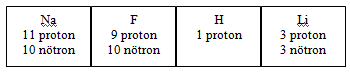 Na
11 proton
10 nötron
F
9 proton
10 nötron
H
1 proton
Li
3 proton
3 nötron